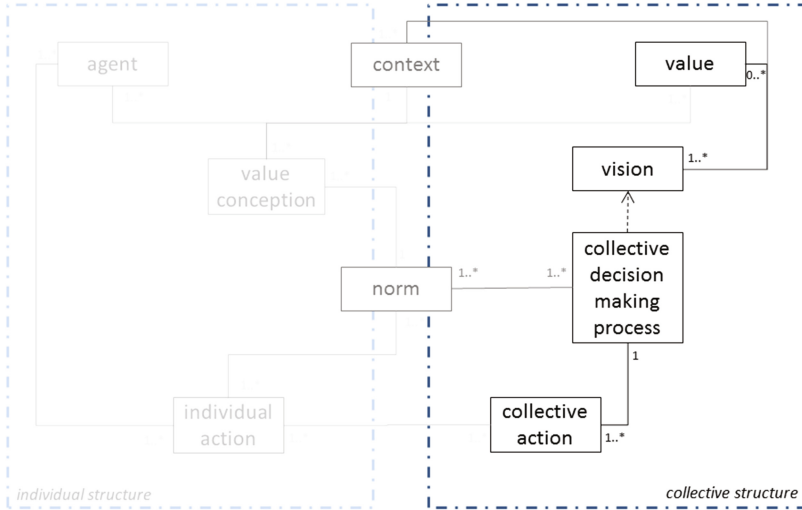 agent
context
value
0..*
1..*
vision
value
conception
collective
decision
making
process
1..*
1..*
norm
1
individual
action
collective
action
1..*
individual structure
collective structure